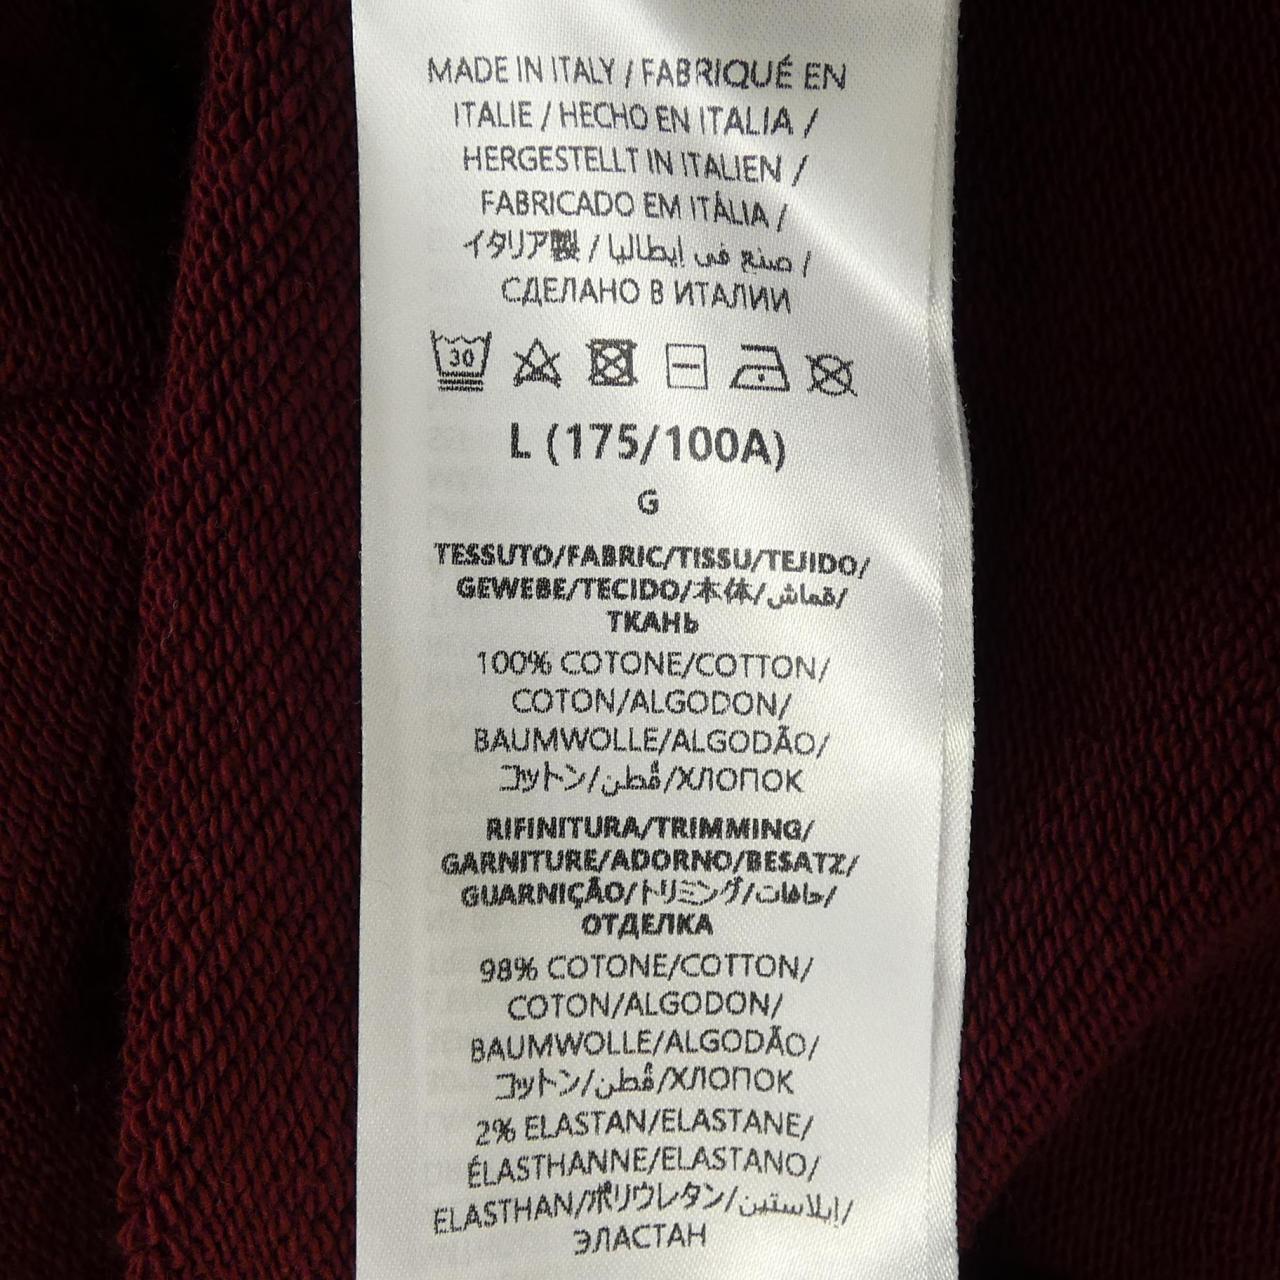 MADE IN ITALY / FABRIQUÉ EN
ITALIE / HECHO EN ITALIA /
HERGESTELLT IN ITALIEN /
FABRICADO EM ITÁLIA /
イタリア製 / صنع في إيطاليا /
СДЕЛАНО В ИТАЛИИ
30
L (175/100A)
G
TESSUTO/FABRIC/TISSU/TEJIDO/
GEWEBE/TECIDO/本体/قماش/
ТКАНЬ
100% COTONE/COTTON/
COTON/ALGODON/
BAUMWOLLE/ALGODÃO/
コットン/قُطن/ХЛОПОК
RIFINITURA/TRIMMING/
GARNITURE/ADORNO/BESATZ/
GUARNIÇÃO/トリミング/حافات/
ОТДЕЛКА
98% COTONE/COTTON/
COTON/ALGODON/
BAUMWOLLE/ALGODÃO/
コットン/قُطن/ХЛОПОК
2% ELASTAN/ELASTANE/
ÉLASTHANNE/ELASTANO/
ELASTHAN/ポリウレタン/إيلاستين/
ЭЛАСТАН